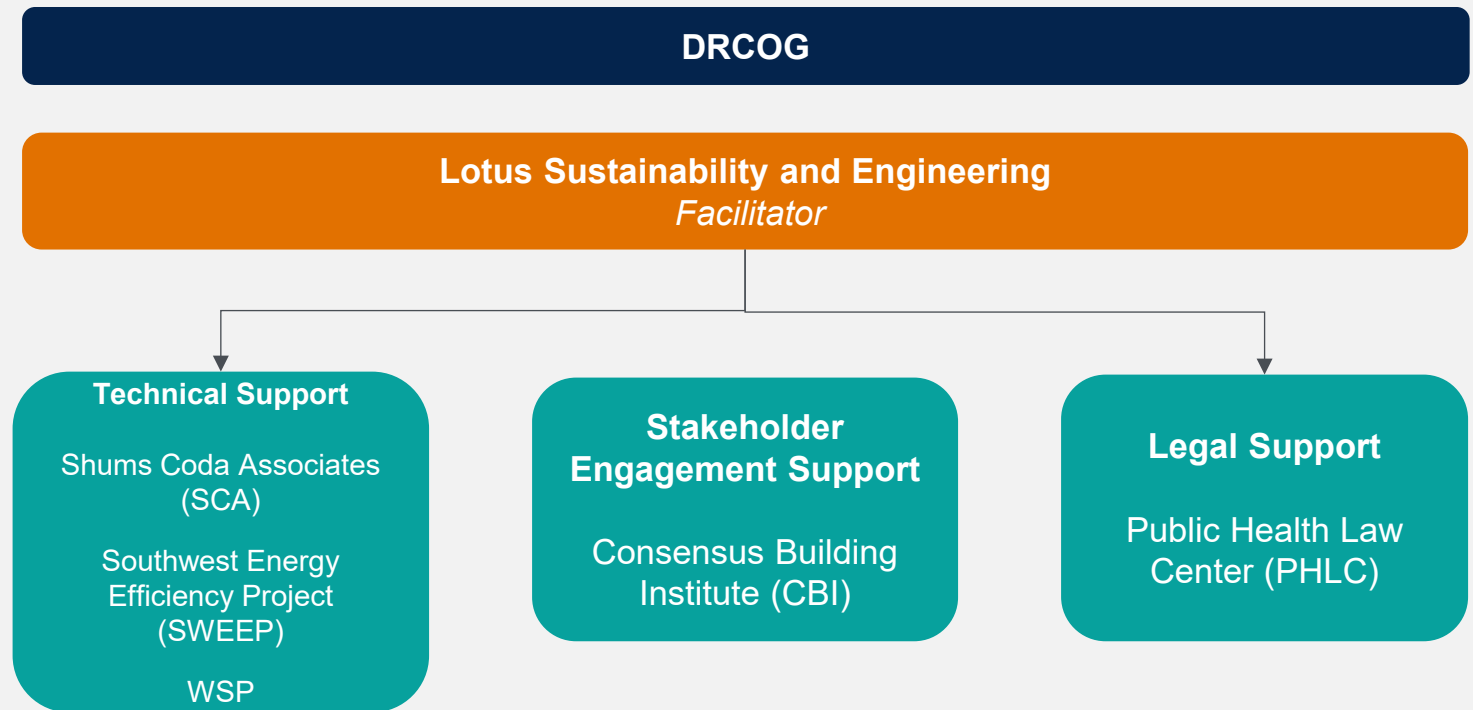 DRCOG
Lotus Sustainability and Engineering
Facilitator
Technical Support
Shums Coda Associates
(SCA)
Southwest Energy
Efficiency Project
(SWEEP)
WSP
Stakeholder
Engagement Support
Consensus Building
Institute (CBI)
Legal Support
Public Health Law
Center (PHLC)